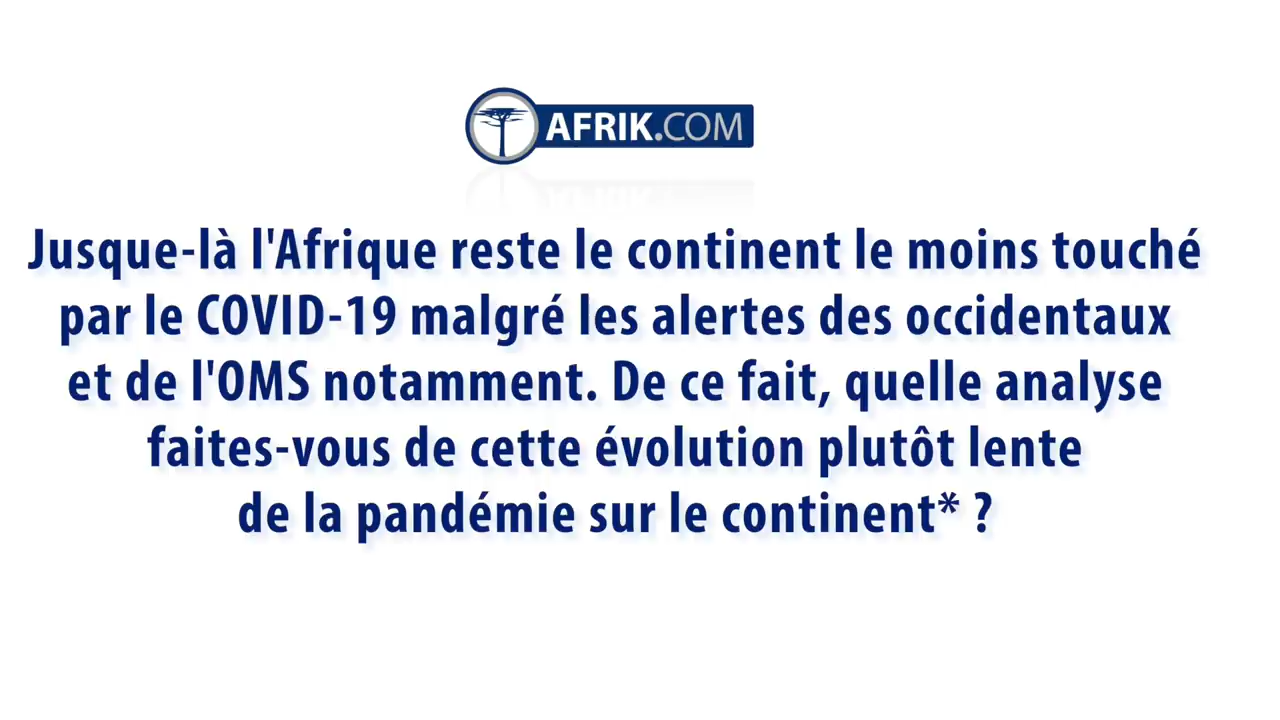 AFRIK.COM
Jusque-là l'Afrique reste le continent le moins touché
par le COVID-19 malgré les alertes des occidentaux
et de l'OMS notamment. De ce fait, quelle analyse
faites-vous de cette évolution plutôt lente
de la pandémie sur le continent* ?